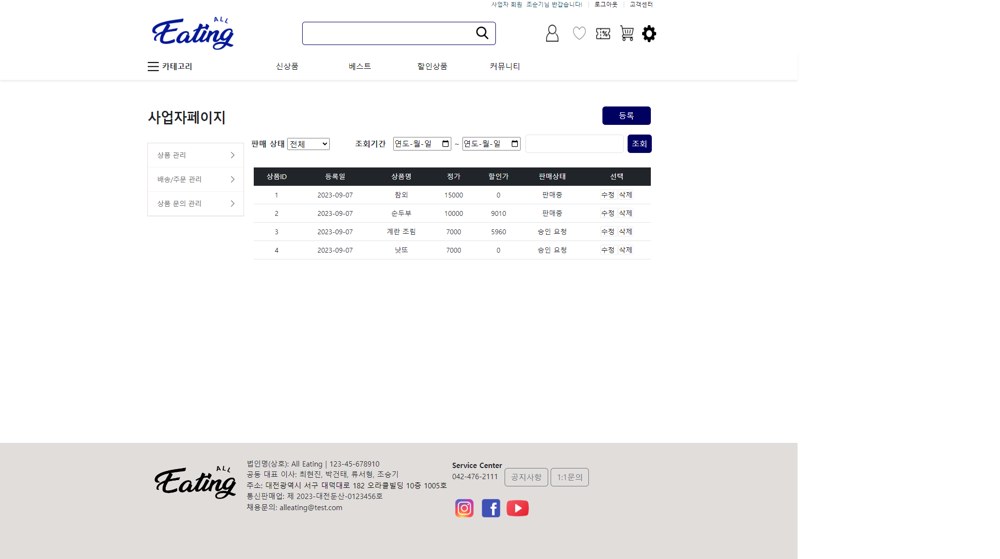 사업자 회원 조순기님 반갑습니다! 로그아웃 고객센터
ALL
Eating
카테고리 신상품 베스트 할인상품 커뮤니티
사업자페이지 등록
판매 상태 전체 조회기간 연도-월-일 ~ 연도-월-일 조회
상품 관리
배송/주문 관리
상품 문의 관리
상품ID 등록일 상품명 정가 할인가 판매상태 선택
1 2023-09-07 참외 15000 0 판매중 수정 삭제
2 2023-09-07 순두부 10000 9010 판매중 수정 삭제
3 2023-09-07 계란 조림 7000 5960 승인 요청 수정 삭제
4 2023-09-07 낫또 7000 0 승인 요청 수정 삭제
ALL
Eating
법인명(상호): All Eating | 123-45-678910
공동 대표 이사: 최현진, 박건태, 류서형, 조승기
주소: 대전광역시 서구 대덕대로 182 오라클빌딩 10층 1005호
통신판매업: 제 2023-대전둔산-0123456호
채용문의: alleating@test.com
Service Center
042-476-2111 공지사항 1:1문의